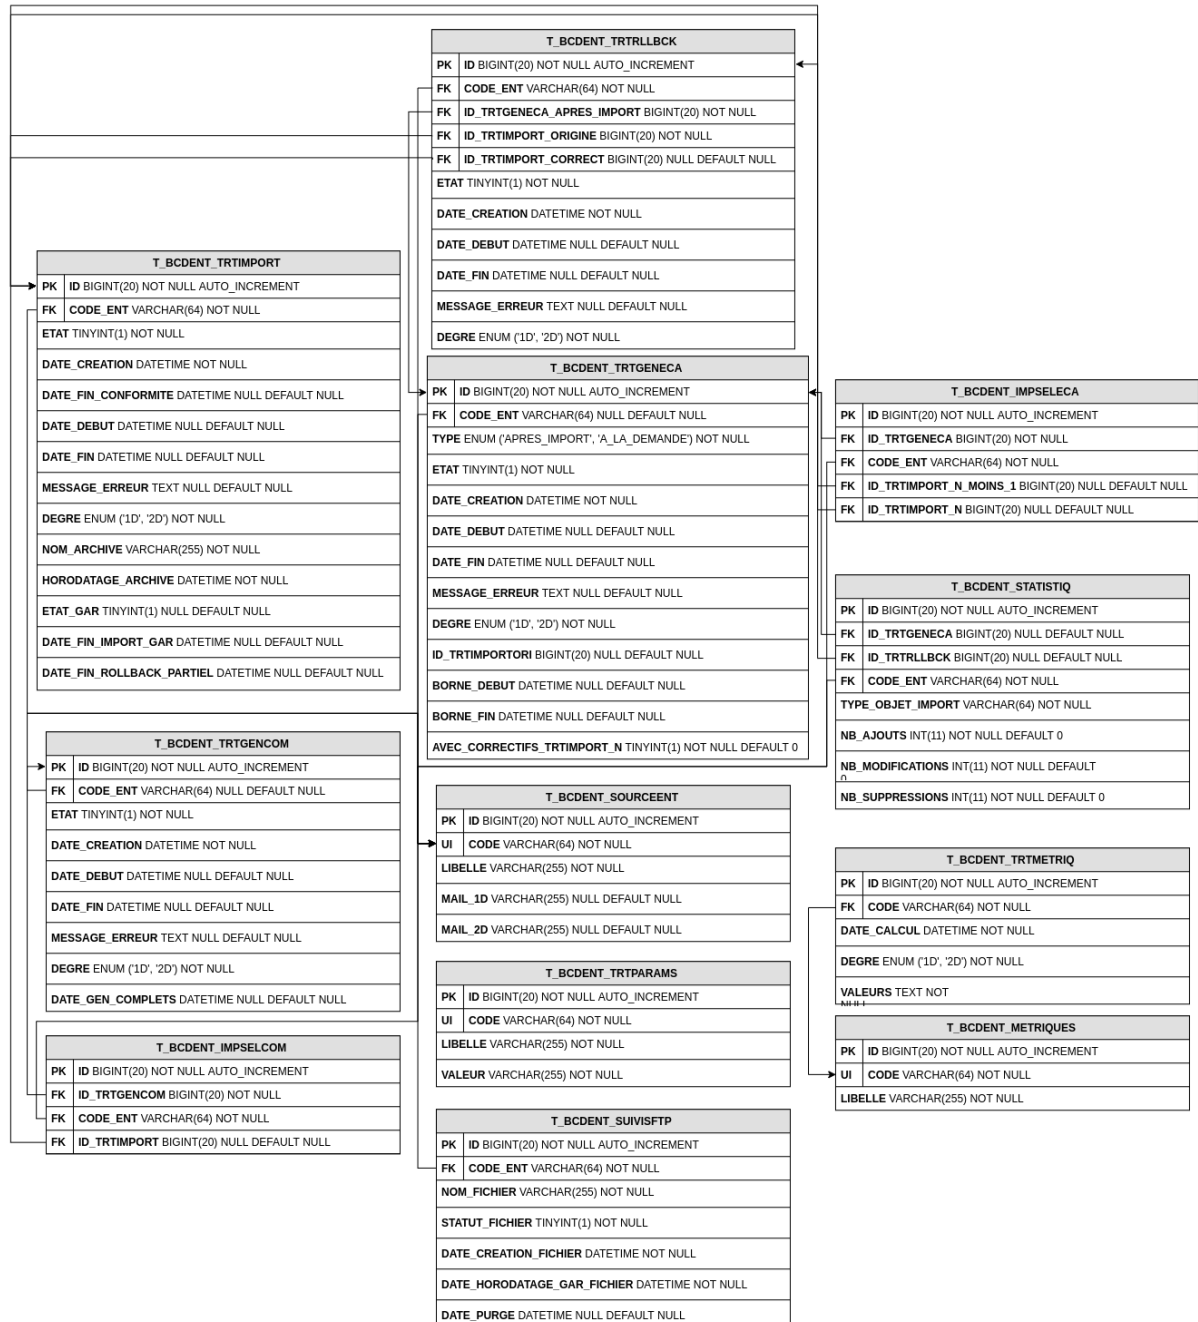 T_BCDENT_TRTRLLBCK
PK ID BIGINT(20) NOT NULL AUTO_INCREMENT
FK CODE_ENT VARCHAR(64) NOT NULL
FK ID_TRTGENECA_APRES_IMPORT BIGINT(20) NOT NULL
FK ID_TRTIMPORT_ORIGINE BIGINT(20) NOT NULL
FK ID_TRTIMPORT_CORRECT BIGINT(20) NULL DEFAULT NULL
ETAT TINYINT(1) NOT NULL
DATE_CREATION DATETIME NOT NULL
DATE_DEBUT DATETIME NULL DEFAULT NULL
DATE_FIN DATETIME NULL DEFAULT NULL
MESSAGE_ERREUR TEXT NULL DEFAULT NULL
DEGRE ENUM ('1D', '2D') NOT NULL
T_BCDENT_TRTIMPORT
PK ID BIGINT(20) NOT NULL AUTO_INCREMENT
FK CODE_ENT VARCHAR(64) NOT NULL
ETAT TINYINT(1) NOT NULL
DATE_CREATION DATETIME NOT NULL
DATE_FIN_CONFORMITE DATETIME NULL DEFAULT NULL
DATE_DEBUT DATETIME NULL DEFAULT NULL
DATE_FIN DATETIME NULL DEFAULT NULL
MESSAGE_ERREUR TEXT NULL DEFAULT NULL
DEGRE ENUM ('1D', '2D') NOT NULL
NOM_ARCHIVE VARCHAR(255) NOT NULL
HORODATAGE_ARCHIVE DATETIME NOT NULL
ETAT_GAR TINYINT(1) NULL DEFAULT NULL
DATE_FIN_IMPORT_GAR DATETIME NULL DEFAULT NULL
DATE_FIN_ROLLBACK_PARTIEL DATETIME NULL DEFAULT NULL
T_BCDENT_TRTGENECA
PK ID BIGINT(20) NOT NULL AUTO_INCREMENT
FK CODE_ENT VARCHAR(64) NULL DEFAULT NULL
TYPE ENUM ('APRES_IMPORT', 'A_LA_DEMANDE') NOT NULL
ETAT TINYINT(1) NOT NULL
DATE_CREATION DATETIME NOT NULL
DATE_DEBUT DATETIME NULL DEFAULT NULL
DATE_FIN DATETIME NULL DEFAULT NULL
MESSAGE_ERREUR TEXT NULL DEFAULT NULL
DEGRE ENUM ('1D', '2D') NOT NULL
ID_TRTIMPORTORI BIGINT(20) NULL DEFAULT NULL
BORNE_DEBUT DATETIME NULL DEFAULT NULL
BORNE_FIN DATETIME NULL DEFAULT NULL
AVEC_CORRECTIFS_TRTIMPORT_N TINYINT(1) NOT NULL DEFAULT 0
T_BCDENT_IMPSELECA
PK ID BIGINT(20) NOT NULL AUTO_INCREMENT
FK ID_TRTGENECA BIGINT(20) NOT NULL
FK CODE_ENT VARCHAR(64) NOT NULL
FK ID_TRTIMPORT_N_MOINS_1 BIGINT(20) NULL DEFAULT NULL
FK ID_TRTIMPORT_N BIGINT(20) NULL DEFAULT NULL
T_BCDENT_STATISTIQ
PK ID BIGINT(20) NOT NULL AUTO_INCREMENT
FK ID_TRTGENECA BIGINT(20) NULL DEFAULT NULL
FK ID_TRTRLLBCK BIGINT(20) NULL DEFAULT NULL
FK CODE_ENT VARCHAR(64) NOT NULL
TYPE_OBJET_IMPORT VARCHAR(64) NOT NULL
NB_AJOUTS INT(11) NOT NULL DEFAULT 0
NB_MODIFICATIONS INT(11) NOT NULL DEFAULT
0
NB_SUPPRESSIONS INT(11) NOT NULL DEFAULT 0
T_BCDENT_TRTGENCOM
PK ID BIGINT(20) NOT NULL AUTO_INCREMENT
FK CODE_ENT VARCHAR(64) NULL DEFAULT NULL
ETAT TINYINT(1) NOT NULL
DATE_CREATION DATETIME NOT NULL
DATE_DEBUT DATETIME NULL DEFAULT NULL
DATE_FIN DATETIME NULL DEFAULT NULL
MESSAGE_ERREUR TEXT NULL DEFAULT NULL
DEGRE ENUM ('1D', '2D') NOT NULL
DATE_GEN_COMPLETS DATETIME NULL DEFAULT NULL
T_BCDENT_SOURCEENT
PK ID BIGINT(20) NOT NULL AUTO_INCREMENT
UI CODE VARCHAR(64) NOT NULL
LIBELLE VARCHAR(255) NOT NULL
MAIL_1D VARCHAR(255) NULL DEFAULT NULL
MAIL_2D VARCHAR(255) NULL DEFAULT NULL
T_BCDENT_TRTMETRIQ
PK ID BIGINT(20) NOT NULL AUTO_INCREMENT
FK CODE VARCHAR(64) NOT NULL
DATE_CALCUL DATETIME NOT NULL
DEGRE ENUM ('1D', '2D') NOT NULL
VALEURS TEXT NOT
NULL
T_BCDENT_TRTPARAMS
PK ID BIGINT(20) NOT NULL AUTO_INCREMENT
UI CODE VARCHAR(64) NOT NULL
LIBELLE VARCHAR(255) NOT NULL
VALEUR VARCHAR(255) NOT NULL
T_BCDENT_METRIQUES
PK ID BIGINT(20) NOT NULL AUTO_INCREMENT
UI CODE VARCHAR(64) NOT NULL
LIBELLE VARCHAR(255) NOT NULL
T_BCDENT_IMPSELCOM
PK ID BIGINT(20) NOT NULL AUTO_INCREMENT
FK ID_TRTGENCOM BIGINT(20) NOT NULL
FK CODE_ENT VARCHAR(64) NOT NULL
FK ID_TRTIMPORT BIGINT(20) NULL DEFAULT NULL
T_BCDENT_SUIVISFTP
PK ID BIGINT(20) NOT NULL AUTO_INCREMENT
FK CODE_ENT VARCHAR(64) NOT NULL
NOM_FICHIER VARCHAR(255) NOT NULL
STATUT_FICHIER TINYINT(1) NOT NULL
DATE_CREATION_FICHIER DATETIME NOT NULL
DATE_HORODATAGE_GAR_FICHIER DATETIME NOT NULL
DATE_PURGE DATETIME NULL DEFAULT NULL